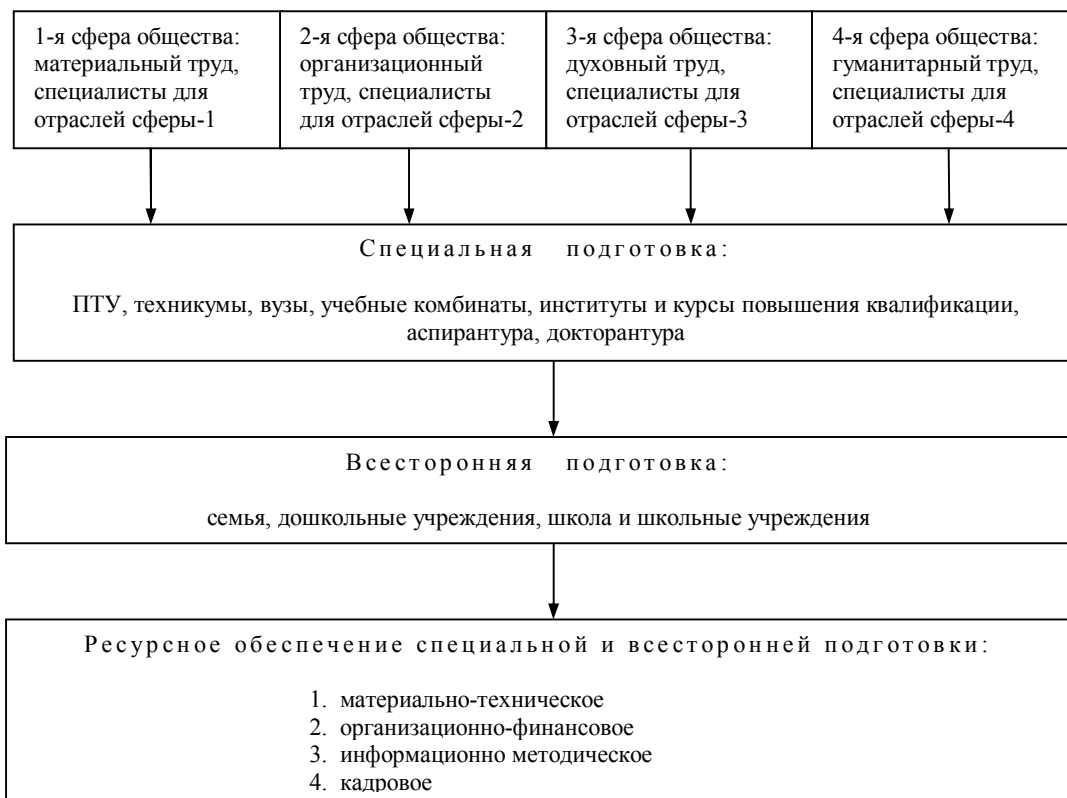 1-я сфера общества:
материальный труд,
специалисты для
отраслей сферы-1
2-я сфера общества:
организационный
труд, специалисты
для отраслей сферы-2
3-я сфера общества:
духовный труд,
специалисты для
отраслей сферы-3
4-я сфера общества:
гуманитарный труд,
специалисты для
отраслей сферы-4
Специальная подготовка:
ПТУ, техникумы, вузы, учебные комбинаты, институты и курсы повышения квалификации,
аспирантура, докторантура
Всесторонняя подготовка:
семья, дошкольные учреждения, школа и школьные учреждения
Ресурсное обеспечение специальной и всесторонней подготовки:
1. материально-техническое
2. организационно-финансовое
3. информационно методическое
4. кадровое